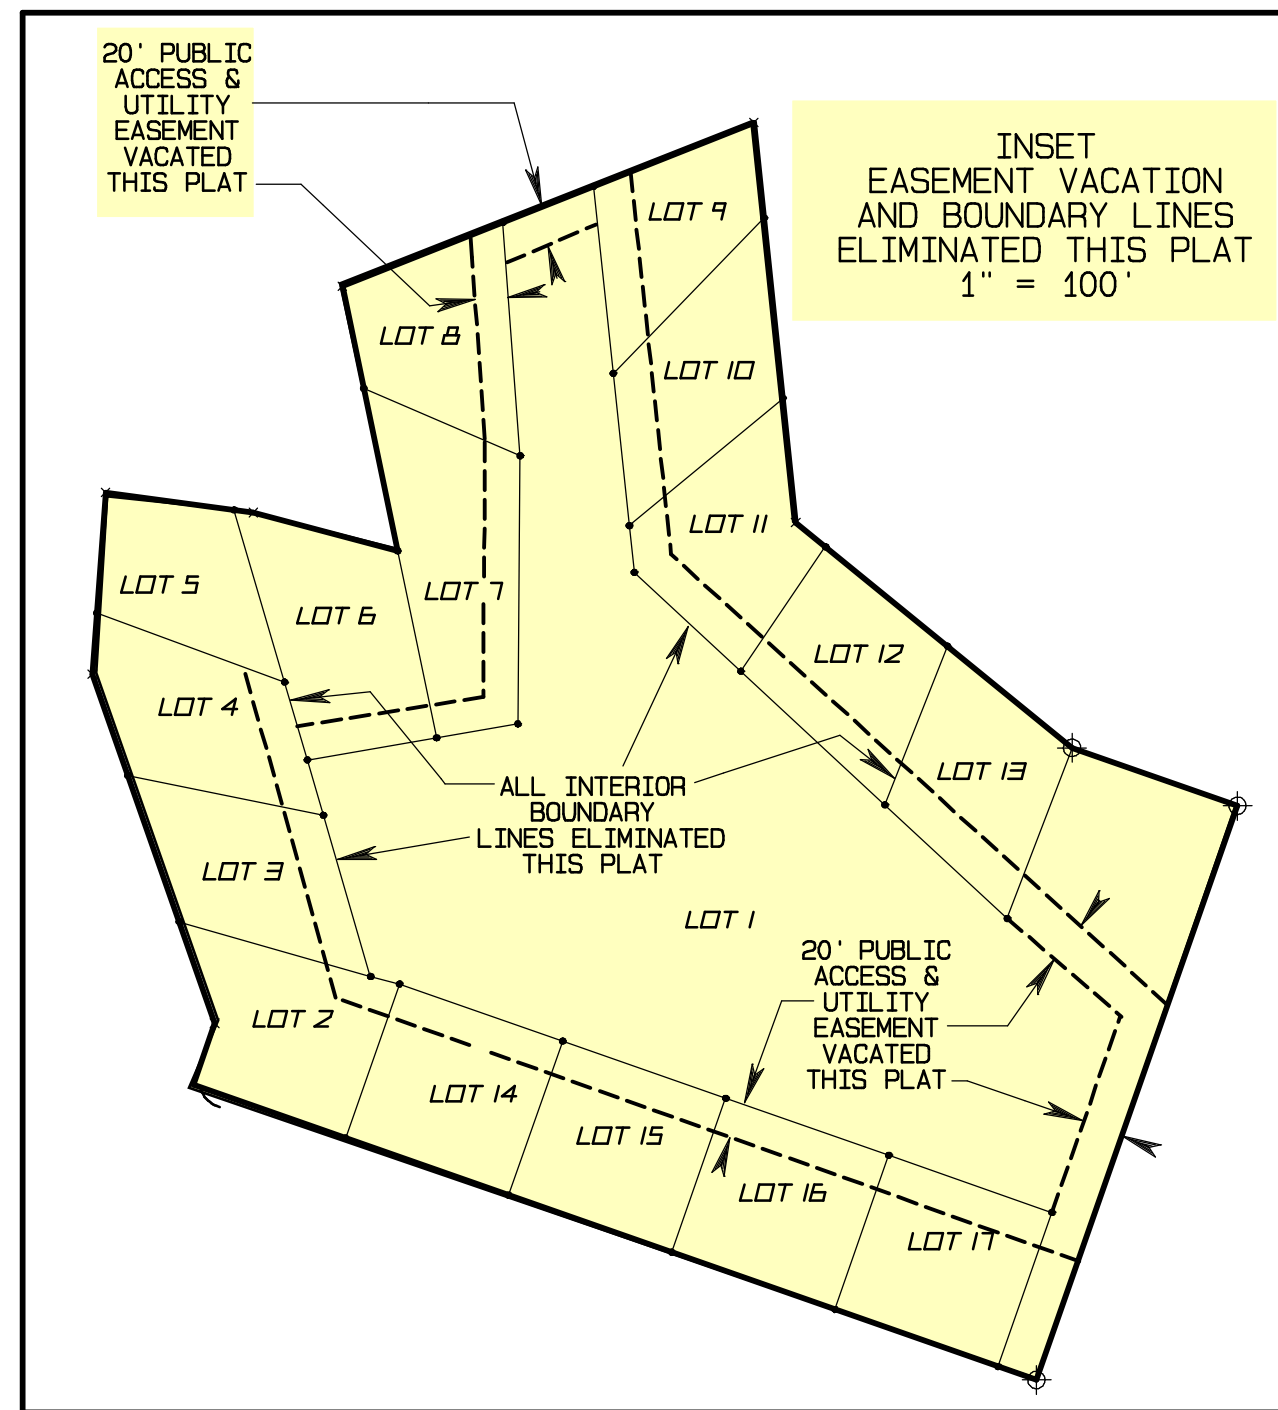 20' PUBLIC
ACCESS &
UTILITY
EASEMENT
VACATED
THIS PLAT
INSET
EASEMENT VACATION
AND BOUNDARY LINES
ELIMINATED THIS PLAT
1" = 100'
LOT 9
LOT 8
LOT 10
LOT 11
LOT 5
LOT 7
LOT 6
LOT 12
LOT 4
LOT 13
ALL INTERIOR
BOUNDARY
LINES ELIMINATED
THIS PLAT
LOT 3
LOT 1
20' PUBLIC
ACCESS &
UTILITY
EASEMENT
VACATED
THIS PLAT
LOT 2
LOT 14
LOT 15
LOT 16
LOT 17